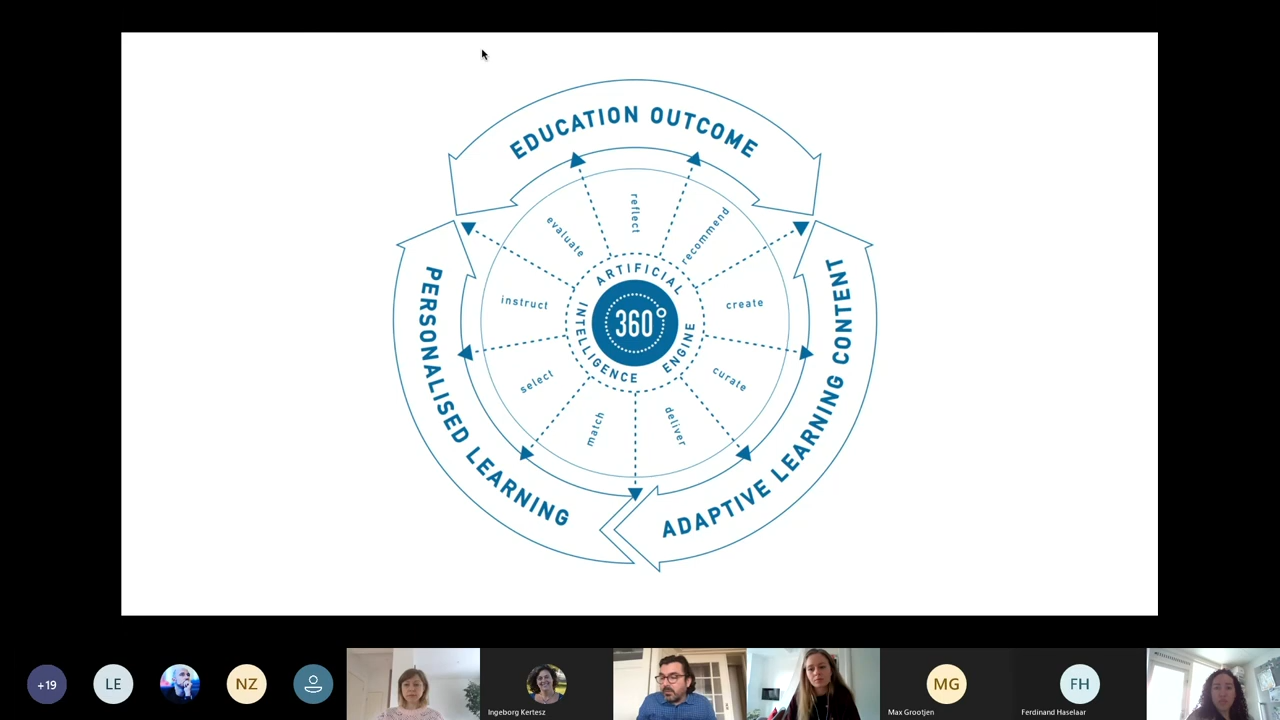 EDUCATION OUTCOME
reflect
recommend
evaluate
ARTIFICIAL
INTELLIGENCE
ENGINE
360°
instruct
create
select
curate
match
deliver
PERSONALISED LEARNING
ADAPTIVE LEARNING CONTENT
+19
LE
NZ
Ingeborg Kertesz
MG
Max Grootjen
FH
Ferdinand Haselaar